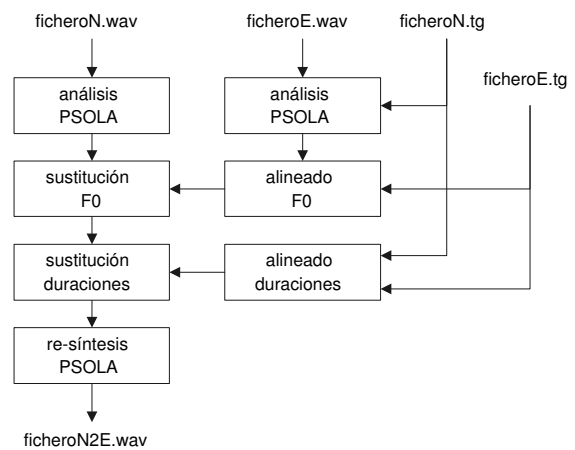 ficheroN.wav
ficheroE.wav
ficheroN.tg
ficheroE.tg
análisis
PSOLA
análisis
PSOLA
sustitución
F0
alineado
F0
sustitución
duraciones
alineado
duraciones
re-síntesis
PSOLA
ficheroN2E.wav